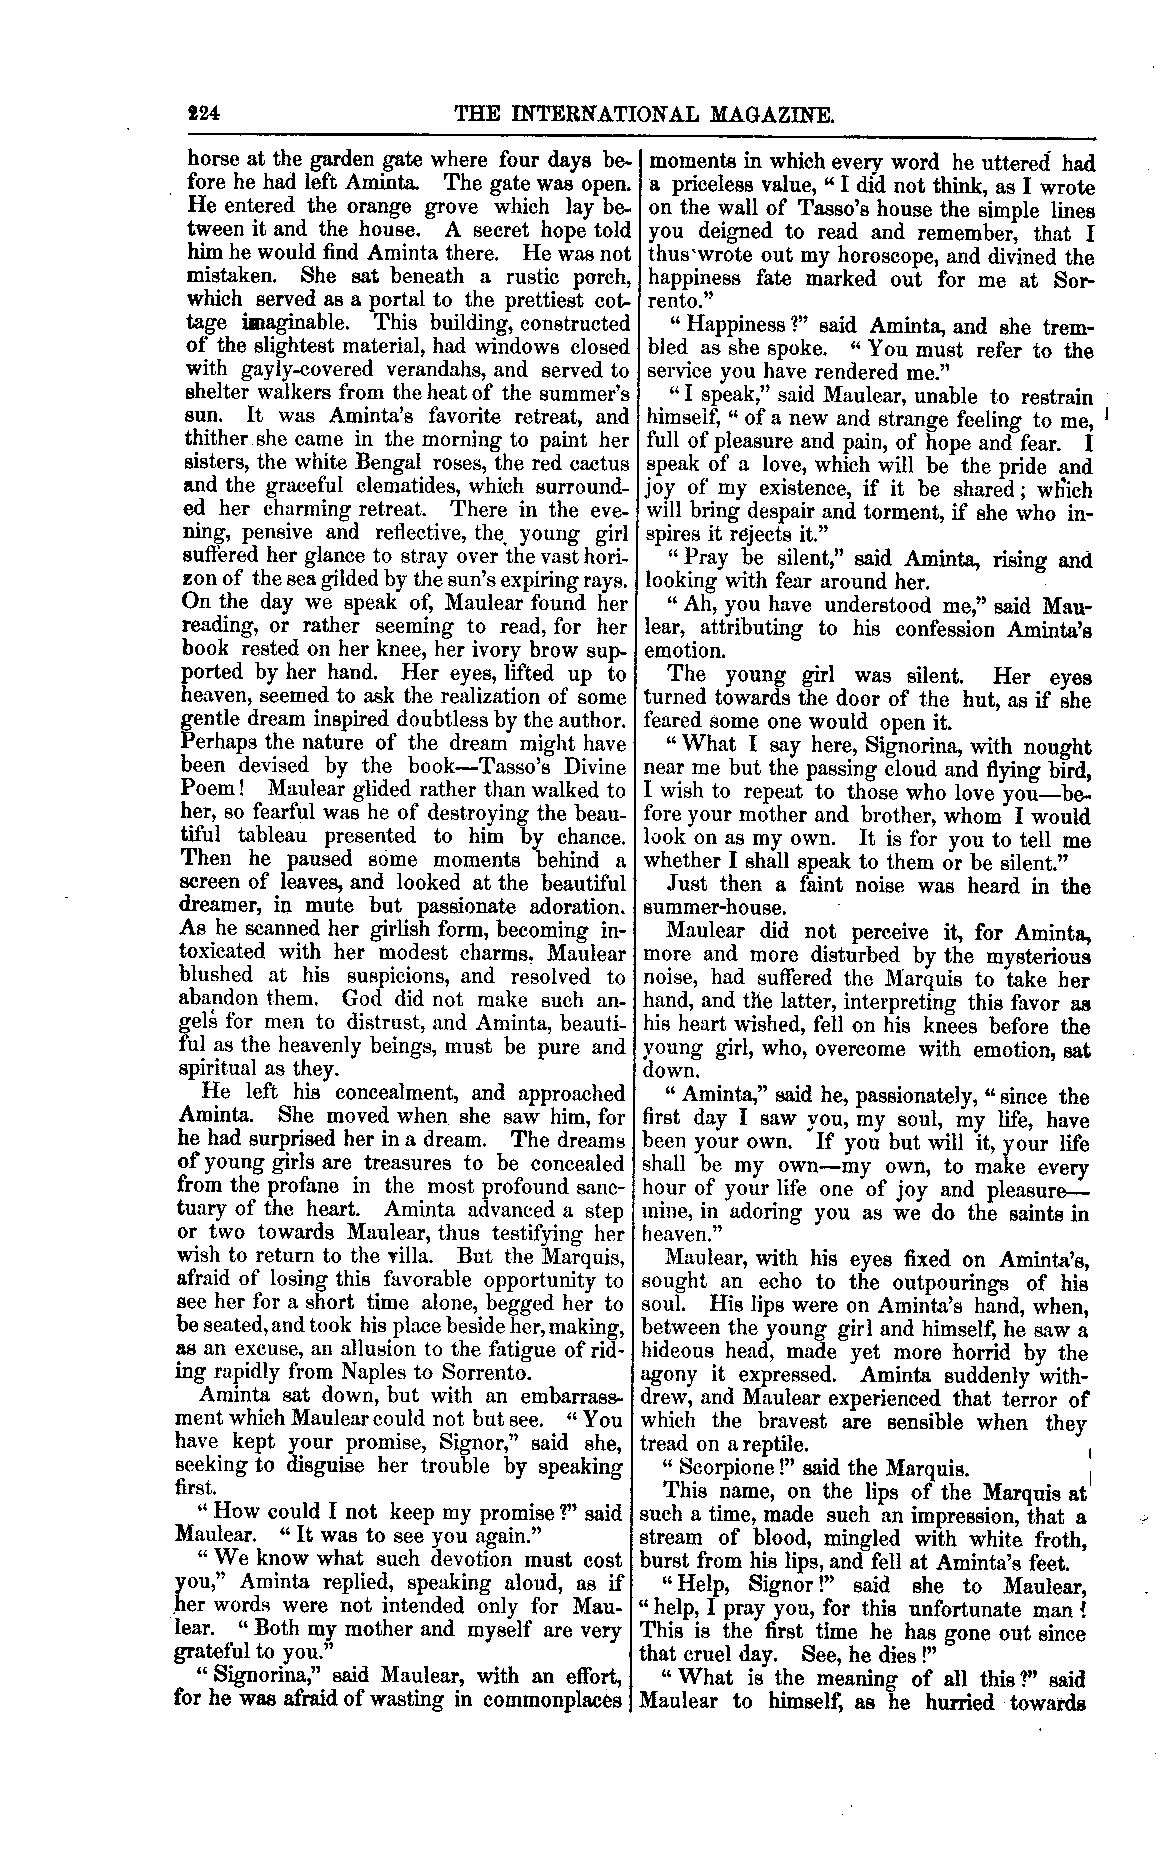 224 THE INTERNATIONAL MAGAZINE.
horse at the garden gate where four days be-
fore he had left Aminta. The gate was open.
He entered the orange grove which lay be-
tween it and the house. A secret hope told
him he would find Aminta there. He was not
mistaken. She sat beneath a rustic porch,
which served as a portal to the prettiest cot-
tage imaginable. This building, constructed
of the slightest material, had windows closed
with gayly-covered verandahs, and served to
shelter walkers from the heat of the summer's
sun. It was Aminta's favorite retreat, and
thither she came in the morning to paint her
sisters, the white Bengal roses, the red cactus
and the graceful clematides, which surround-
ed her charming retreat. There in the eve-
ning, pensive and reflective, the young girl
suffered her glance to stray over the vast hori-
zon of the sea gilded by the sun's expiring rays.
On the day we speak of, Maulear found her
reading, or rather seeming to read, for her
book rested on her knee, her ivory brow sup-
ported by her hand. Her eyes, lifted up to
heaven, seemed to ask the realization of some
gentle dream inspired doubtless by the author.
Perhaps the nature of the dream might have
been devised by the book—Tasso's Divine
Poem! Maulear glided rather than walked to
her, so fearful was he of destroying the beau-
tiful tableau presented to him by chance.
Then he paused some moments behind a
screen of leaves, and looked at the beautiful
dreamer, in mute but passionate adoration.
As he scanned her girlish form, becoming in-
toxicated with her modest charms, Maulear
blushed at his suspicions, and resolved to
abandon them. God did not make such an-
gels for men to distrust, and Aminta, beauti-
ful as the heavenly beings, must be pure and
spiritual as they.
He left his concealment, and approached
Aminta. She moved when she saw him, for
he had surprised her in a dream. The dreams
of young girls are treasures to be concealed
from the profane in the most profound sanc-
tuary of the heart. Aminta advanced a step
or two towards Maulear, thus testifying her
wish to return to the villa. But the Marquis,
afraid of losing this favorable opportunity to
see her for a short time alone, begged her to
be seated, and took his place beside her, making,
as an excuse, an allusion to the fatigue of rid-
ing rapidly from Naples to Sorrento.
Aminta sat down, but with an embarrass-
ment which Maulear could not but see. "You
have kept your promise, Signor," said she,
seeking to disguise her trouble by speaking
first.
"How could I not keep my promise?" said
Maulear. "It was to see you again."
"We know what such devotion must cost
you," Aminta replied, speaking aloud, as if
her words were not intended only for Mau-
lear. "Both my mother and myself are very
grateful to you."
"Signorina," said Maulear, with an effort,
for he was afraid of wasting in commonplaces
moments in which every word he uttered had
a priceless value, "I did not think, as I wrote
on the wall of Tasso's house the simple lines
you deigned to read and remember, that I
thus wrote out my horoscope, and divined the
happiness fate marked out for me at Sor-
rento."
"Happiness?" said Aminta, and she trem-
bled as she spoke. "You must refer to the
service you have rendered me."
"I speak," said Maulear, unable to restrain
himself, "of a new and strange feeling to me,
full of pleasure and pain, of hope and fear. I
speak of a love, which will be the pride and
joy of my existence, if it be shared; which
will bring despair and torment, if she who in-
spires it rejects it."
"Pray be silent," said Aminta, rising and
looking with fear around her.
"Ah, you have understood me," said Mau-
lear, attributing to his confession Aminta's
emotion.
The young girl was silent. Her eyes
turned towards the door of the hut, as if she
feared some one would open it.
"What I say here, Signorina, with nought
near me but the passing cloud and flying bird,
I wish to repeat to those who love you—be-
fore your mother and brother, whom I would
look on as my own. It is for you to tell me
whether I shall speak to them or be silent."
Just then a faint noise was heard in the
summer-house.
Maulear did not perceive it, for Aminta,
more and more disturbed by the mysterious
noise, had suffered the Marquis to take her
hand, and the latter, interpreting this favor as
his heart wished, fell on his knees before the
young girl, who, overcome with emotion, sat
down.
"Aminta," said he, passionately, "since the
first day I saw you, my soul, my life, have
been your own. If you but will it, your life
shall be my own—my own, to make every
hour of your life one of joy and pleasure—
mine, in adoring you as we do the saints in
heaven."
Maulear, with his eyes fixed on Aminta's,
sought an echo to the outpourings of his
soul. His lips were on Aminta's hand, when,
between the young girl and himself, he saw a
hideous head, made yet more horrid by the
agony it expressed. Aminta suddenly with-
drew, and Maulear experienced that terror of
which the bravest are sensible when they
tread on a reptile.
"Scorpione!" said the Marquis.
This name, on the lips of the Marquis at
such a time, made such an impression, that a
stream of blood, mingled with white froth,
burst from his lips, and fell at Aminta's feet.
"Help, Signor!" said she to Maulear,
"help, I pray you, for this unfortunate man!
This is the first time he has gone out since
that cruel day. See, he dies!"
"What is the meaning of all this?" said
Maulear to himself, as he hurried towards